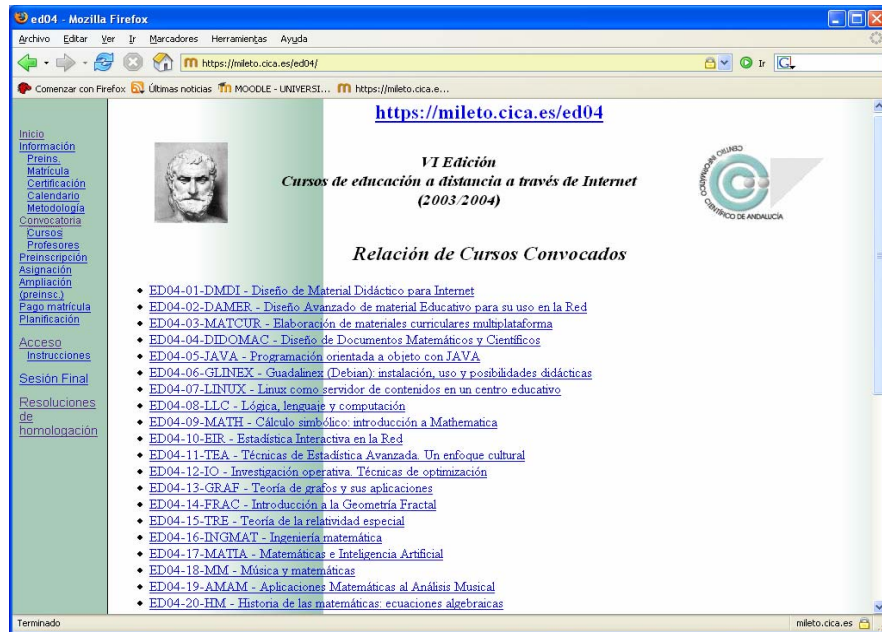 ed04 - Mozilla Firefox
Archivo Editar Ver Ir Marcadores Herramientas Ayuda
https://mileto.cica.es/ed04/
Ir
Comenzar con Firefox Últimas noticias MOODLE - UNIVERSI... https://mileto.cica.e...
Inicio
Información
Preins.
Matrícula
Certificación
Calendario
Metodología
Convocatoria
Cursos
Profesores
Preinscripción
Asignación
Ampliación
(preinsc.)
Pago matrícula
Planificación
Acceso
Instrucciones
Sesión Final
Resoluciones
de
homologación
https://mileto.cica.es/ed04
VI Edición
Cursos de educación a distancia a través de Internet
(2003/2004)
CENTRO INFORMÁTICO
CIENTÍFICO DE ANDALUCÍA
Relación de Cursos Convocados
ED04-01-DMDI - Diseño de Material Didáctico para Internet
ED04-02-DAMER - Diseño Avanzado de material Educativo para su uso en la Red
ED04-03-MATCUR - Elaboración de materiales curriculares multiplataforma
ED04-04-DIDOMAC - Diseño de Documentos Matemáticos y Científicos
ED04-05-JAVA - Programación orientada a objeto con JAVA
ED04-06-GLINEX - Guadalinex (Debian): instalación, uso y posibilidades didácticas
ED04-07-LINUX - Linux como servidor de contenidos en un centro educativo
ED04-08-LLC - Lógica, lenguaje y computación
ED04-09-MATH - Cálculo simbólico: introducción a Mathematica
ED04-10-EIR - Estadística Interactiva en la Red
ED04-11-TEA - Técnicas de Estadística Avanzada. Un enfoque cultural
ED04-12-IO - Investigación operativa. Técnicas de optimización
ED04-13-GRAF - Teoría de grafos y sus aplicaciones
ED04-14-FRAC - Introducción a la Geometría Fractal
ED04-15-TRE - Teoría de la relatividad especial
ED04-16-INGMAT - Ingeniería matemática
ED04-17-MATIA - Matemáticas e Inteligencia Artificial
ED04-18-MM - Música y matemáticas
ED04-19-AMAM - Aplicaciones Matemáticas al Análisis Musical
ED04-20-HM - Historia de las matemáticas: ecuaciones algebraicas
Terminado
mileto.cica.es